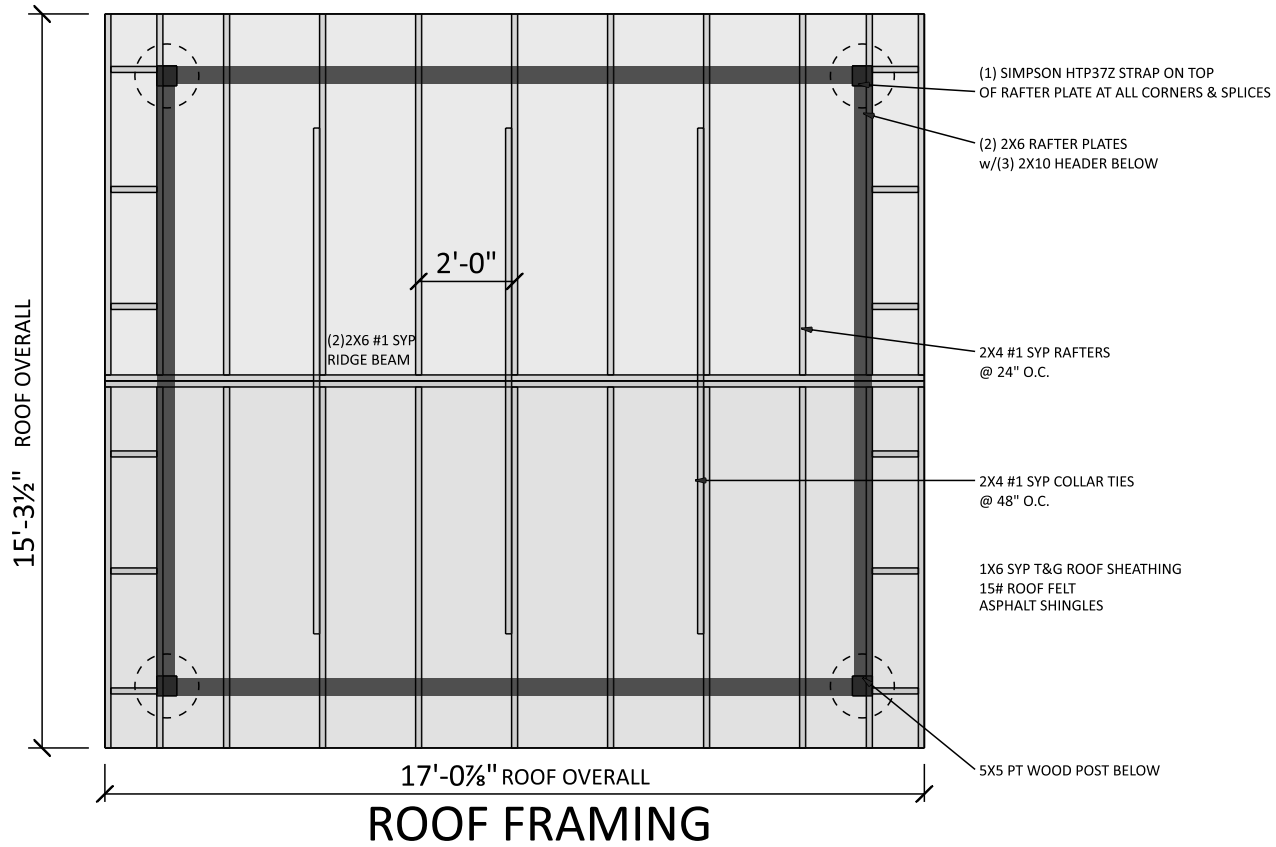 (1) SIMPSON HTP37Z STRAP ON TOP
OF RAFTER PLATE AT ALL CORNERS & SPLICES
(2) 2X6 RAFTER PLATES
w/(3) 2X10 HEADER BELOW
2'-0"
(2)2X6 #1 SYP
RIDGE BEAM
2X4 #1 SYP RAFTERS
@ 24" O.C.
15'-3½" ROOF OVERALL
2X4 #1 SYP COLLAR TIES
@ 48" O.C.
1X6 SYP T&G ROOF SHEATHING
15# ROOF FELT
ASPHALT SHINGLES
5X5 PT WOOD POST BELOW
17'-0⅞" ROOF OVERALL
ROOF FRAMING